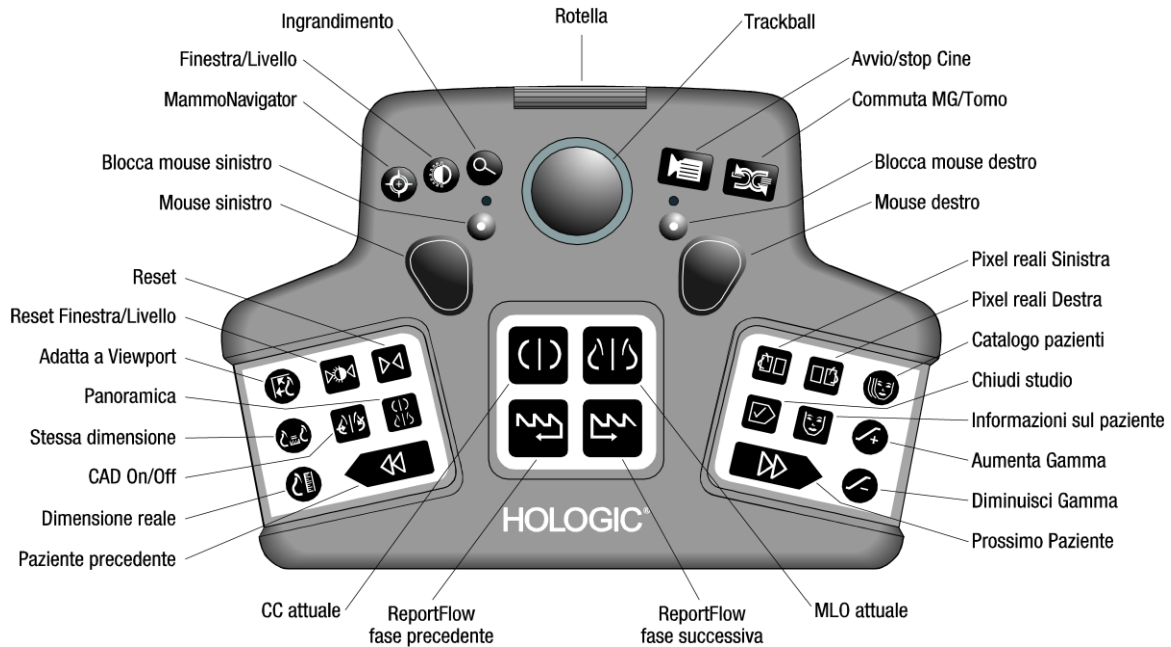 Rotella
Ingrandimento
Trackball
Finestra/Livello
Avvio/stop Cine
MammoNavigator
Commuta MG/Tomo
Blocca mouse sinistro
Blocca mouse destro
Mouse sinistro
Mouse destro
Pixel reali Sinistra
Reset
Pixel reali Destra
Reset Finestra/Livello
Catalogo pazienti
Adatta a Viewport
Chiudi studio
Panoramica
Informazioni sul paziente
Stessa dimensione
Aumenta Gamma
CAD On/Off
Diminuisci Gamma
Dimensione reale
HOLOGIC®
Prossimo Paziente
Paziente precedente
CC attuale
ReportFlow
fase precedente
ReportFlow
fase successiva
MLO attuale